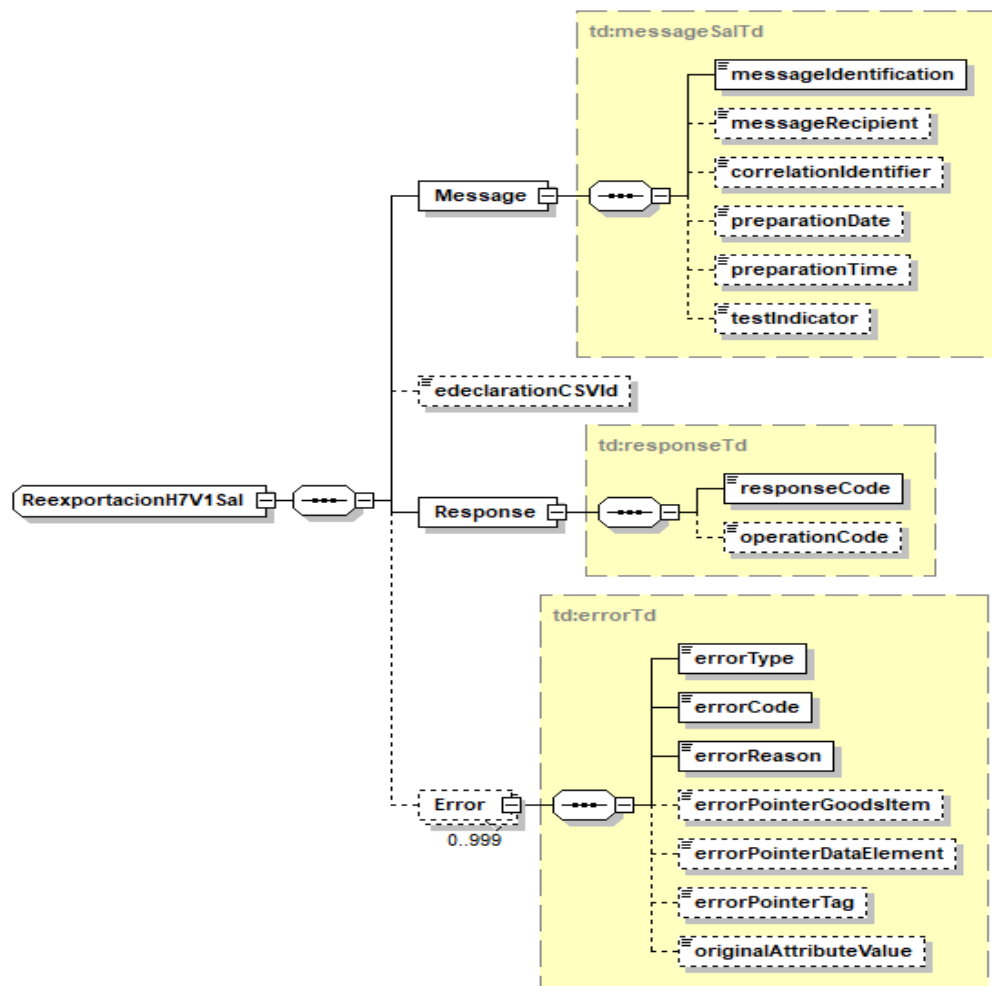 td:messageSalTd
messageIdentification
messageRecipient
correlationIdentifier
preparationDate
preparationTime
testIndicator
Message
edeclarationCSVId
ReexportacionH7V1Sal
td:responseTd
responseCode
operationCode
Response
td:errorTd
errorType
errorCode
errorReason
errorPointerGoodsItem
errorPointerDataElement
errorPointerTag
originalAttributeValue
Error
0..999